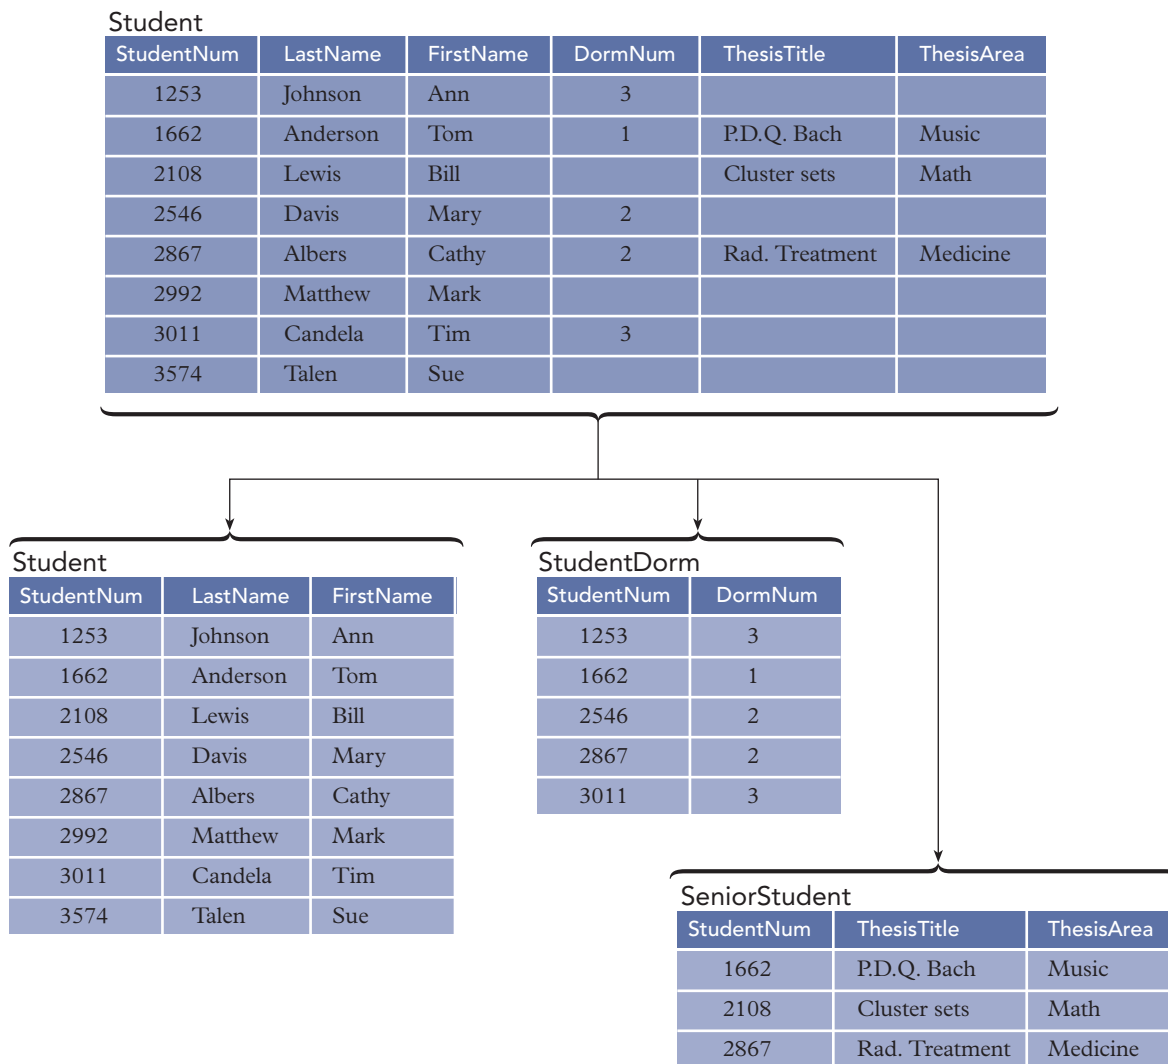 Student
StudentNum LastName FirstName DormNum ThesisTitle ThesisArea
1253 Johnson Ann 3
1662 Anderson Tom 1 P.D.Q. Bach Music
2108 Lewis Bill Cluster sets Math
2546 Davis Mary 2
2867 Albers Cathy 2 Rad. Treatment Medicine
2992 Matthew Mark
3011 Candela Tim 3
3574 Talen Sue
Student
StudentNum LastName FirstName
1253 Johnson Ann
1662 Anderson Tom
2108 Lewis Bill
2546 Davis Mary
2867 Albers Cathy
2992 Matthew Mark
3011 Candela Tim
3574 Talen Sue
StudentDorm
StudentNum DormNum
1253 3
1662 1
2546 2
2867 2
3011 3
SeniorStudent
StudentNum ThesisTitle ThesisArea
1662 P.D.Q. Bach Music
2108 Cluster sets Math
2867 Rad. Treatment Medicine